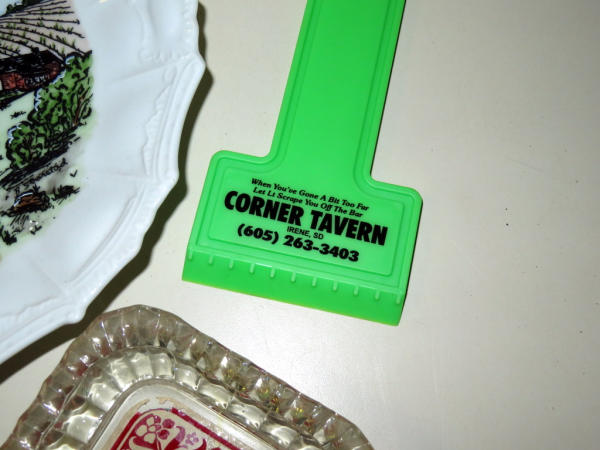 When You've Gone A Bit Too Far
Let Us Scrape You Off The Bar
CORNER TAVERN
IRENE, SD
(605) 263-3403